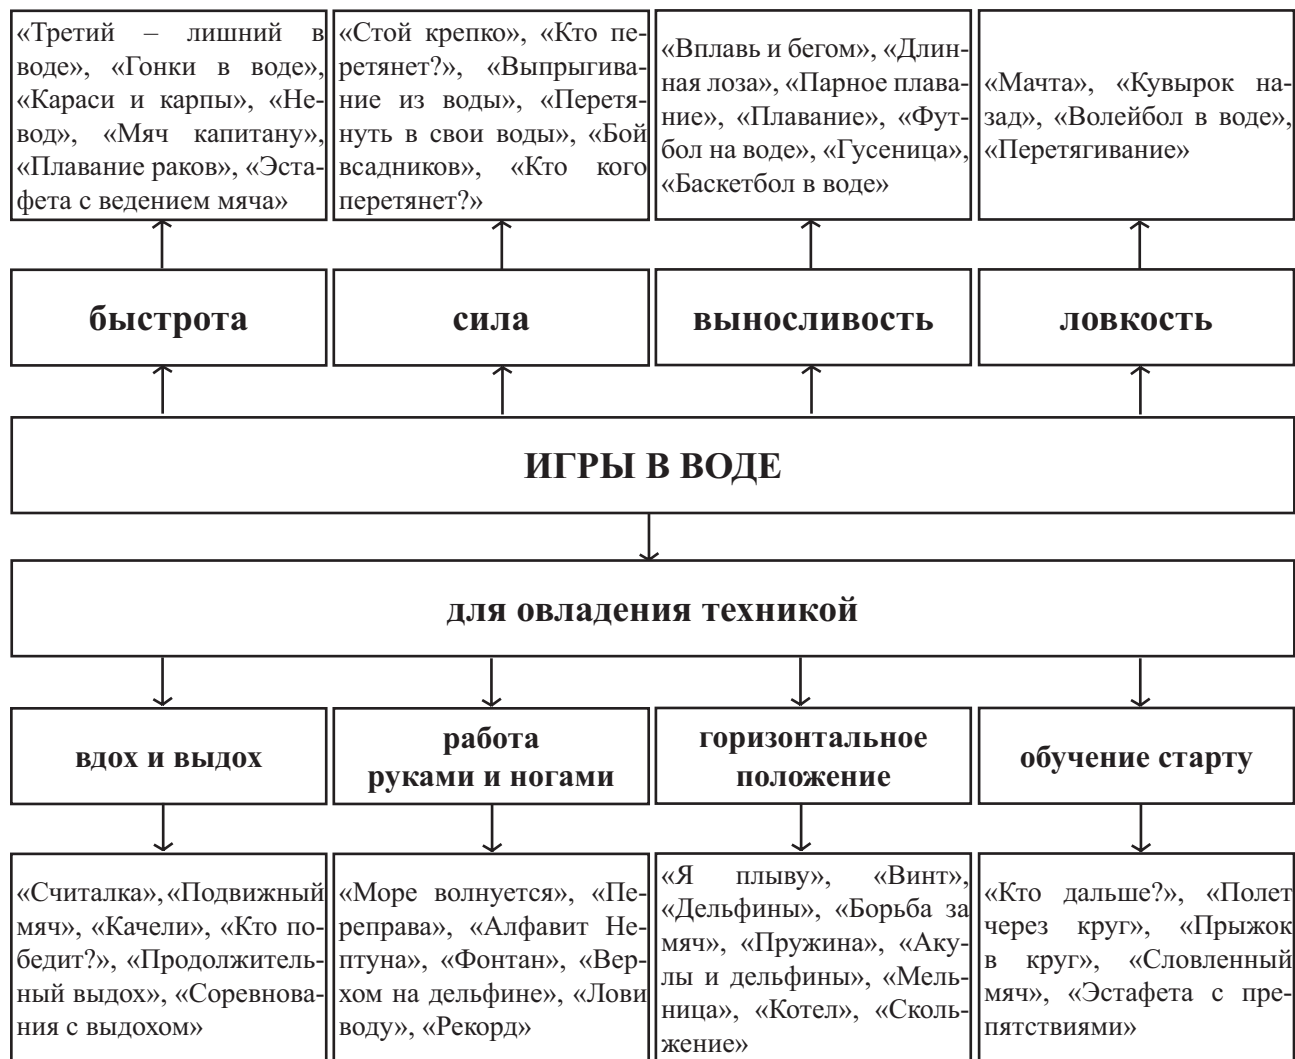 «Третий – лишний в
воде», «Гонки в воде»,
«Караси и карпы», «Не-
вод», «Мяч капитану»,
«Плавание раков», «Эста-
фета с ведением мяча»
«Стой крепко», «Кто пе-
ретянет?», «Выпрыгива-
ние из воды», «Перетя-
нуть в свои воды», «Бой
всадников», «Кто кого
перетянет?»
«Вплавь и бегом», «Длин-
ная лоза», «Парное плава-
ние», «Плавание», «Фут-
бол на воде», «Гусеница»,
«Баскетбол в воде»
«Мачта», «Кувырок на-
зад», «Волейбол в воде»,
«Перетягивание»
быстрота
сила
выносливость
ловкость
ИГРЫ В ВОДЕ
для овладения техникой
вдох и выдох
работа
руками и ногами
горизонтальное
положение
обучение старту
«Считалка», «Подвижный
мяч», «Качели», «Кто по-
бедит?», «Продолжитель-
ный выдох», «Соревнова-
ния с выдохом»
«Море волнуется», «Пе-
реправа», «Алфавит Не-
птуна», «Фонтан», «Вер-
хом на дельфине», «Лови
воду», «Рекорд»
«Я плыву», «Винт»,
«Дельфины», «Борьба за
мяч», «Пружина», «Аку-
лы и дельфины», «Мель-
ница», «Котел», «Сколь-
жение»
«Кто дальше?», «Полет
через круг», «Прыжок
в круг», «Словленный
мяч», «Эстафета с пре-
пятствиями»